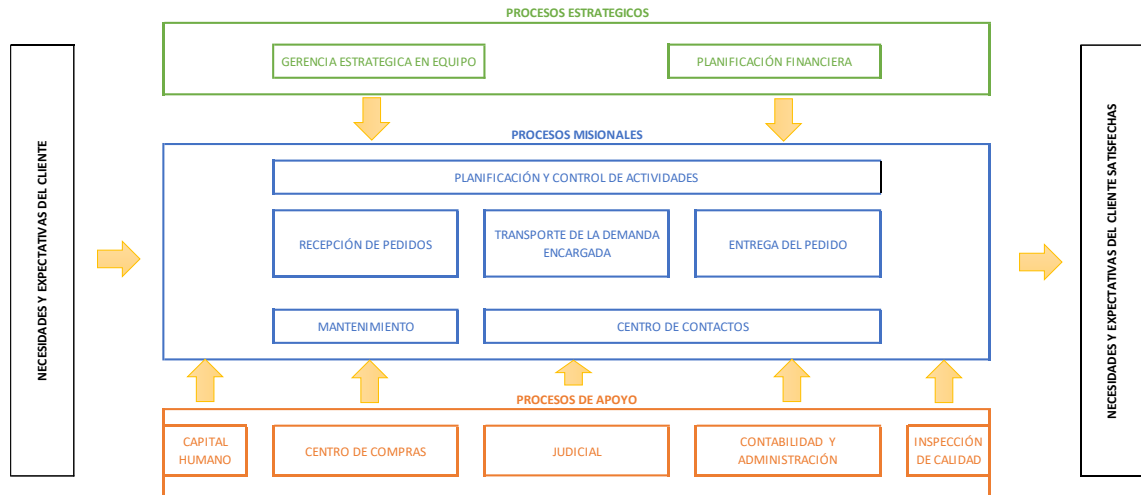 PROCESOS ESTRATEGICOS
GERENCIA ESTRATEGICA EN EQUIPO
PLANIFICACIÓN FINANCIERA
NECESIDADES Y EXPECTATIVAS DEL CLIENTE
PROCESOS MISIONALES
PLANIFICACIÓN Y CONTROL DE ACTIVIDADES
RECEPCIÓN DE PEDIDOS
TRANSPORTE DE LA DEMANDA
ENCARGADA
ENTREGA DEL PEDIDO
MANTENIMIENTO
CENTRO DE CONTACTOS
NECESIDADES Y EXPECTATIVAS DEL CLIENTE SATISFECHAS
PROCESOS DE APOYO
CAPITAL
HUMANO
CENTRO DE COMPRAS
JUDICIAL
CONTABILIDAD Y
ADMINISTRACIÓN
INSPECCIÓN
DE CALIDAD